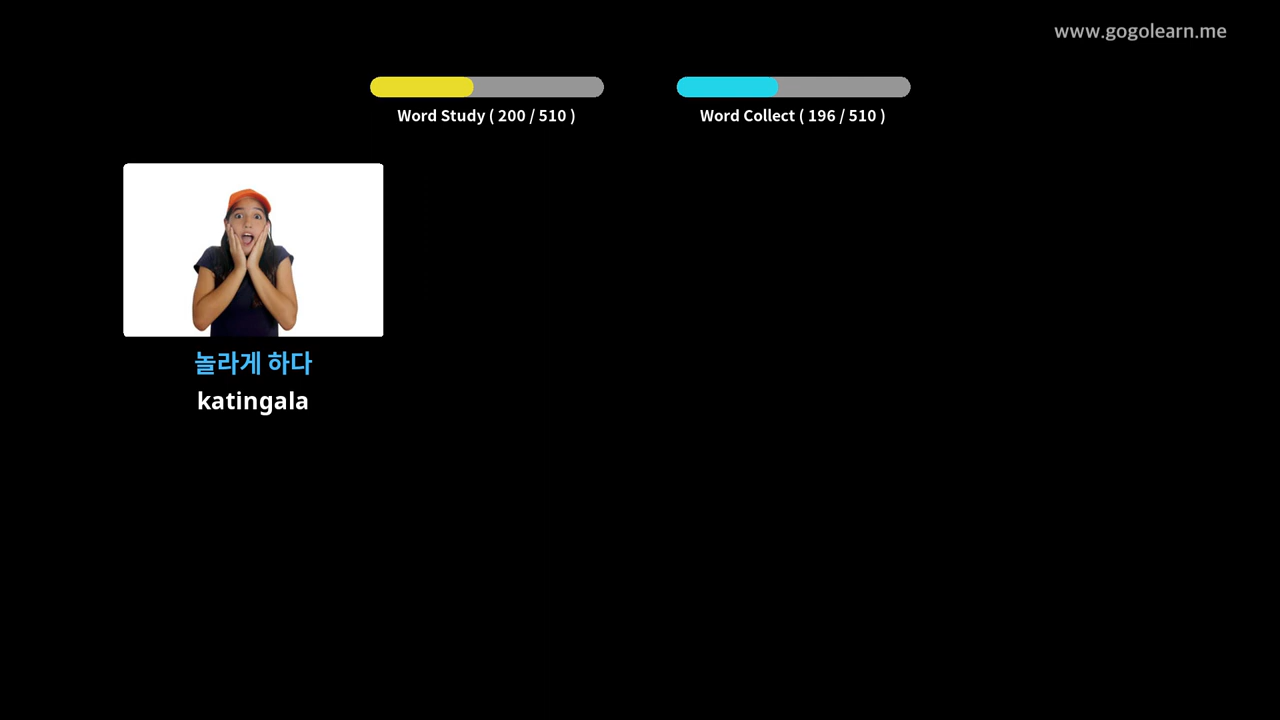 www.gogolearn.me
Word Study ( 200 / 510 )
Word Collect ( 196 / 510 )
놀라게 하다
katingala